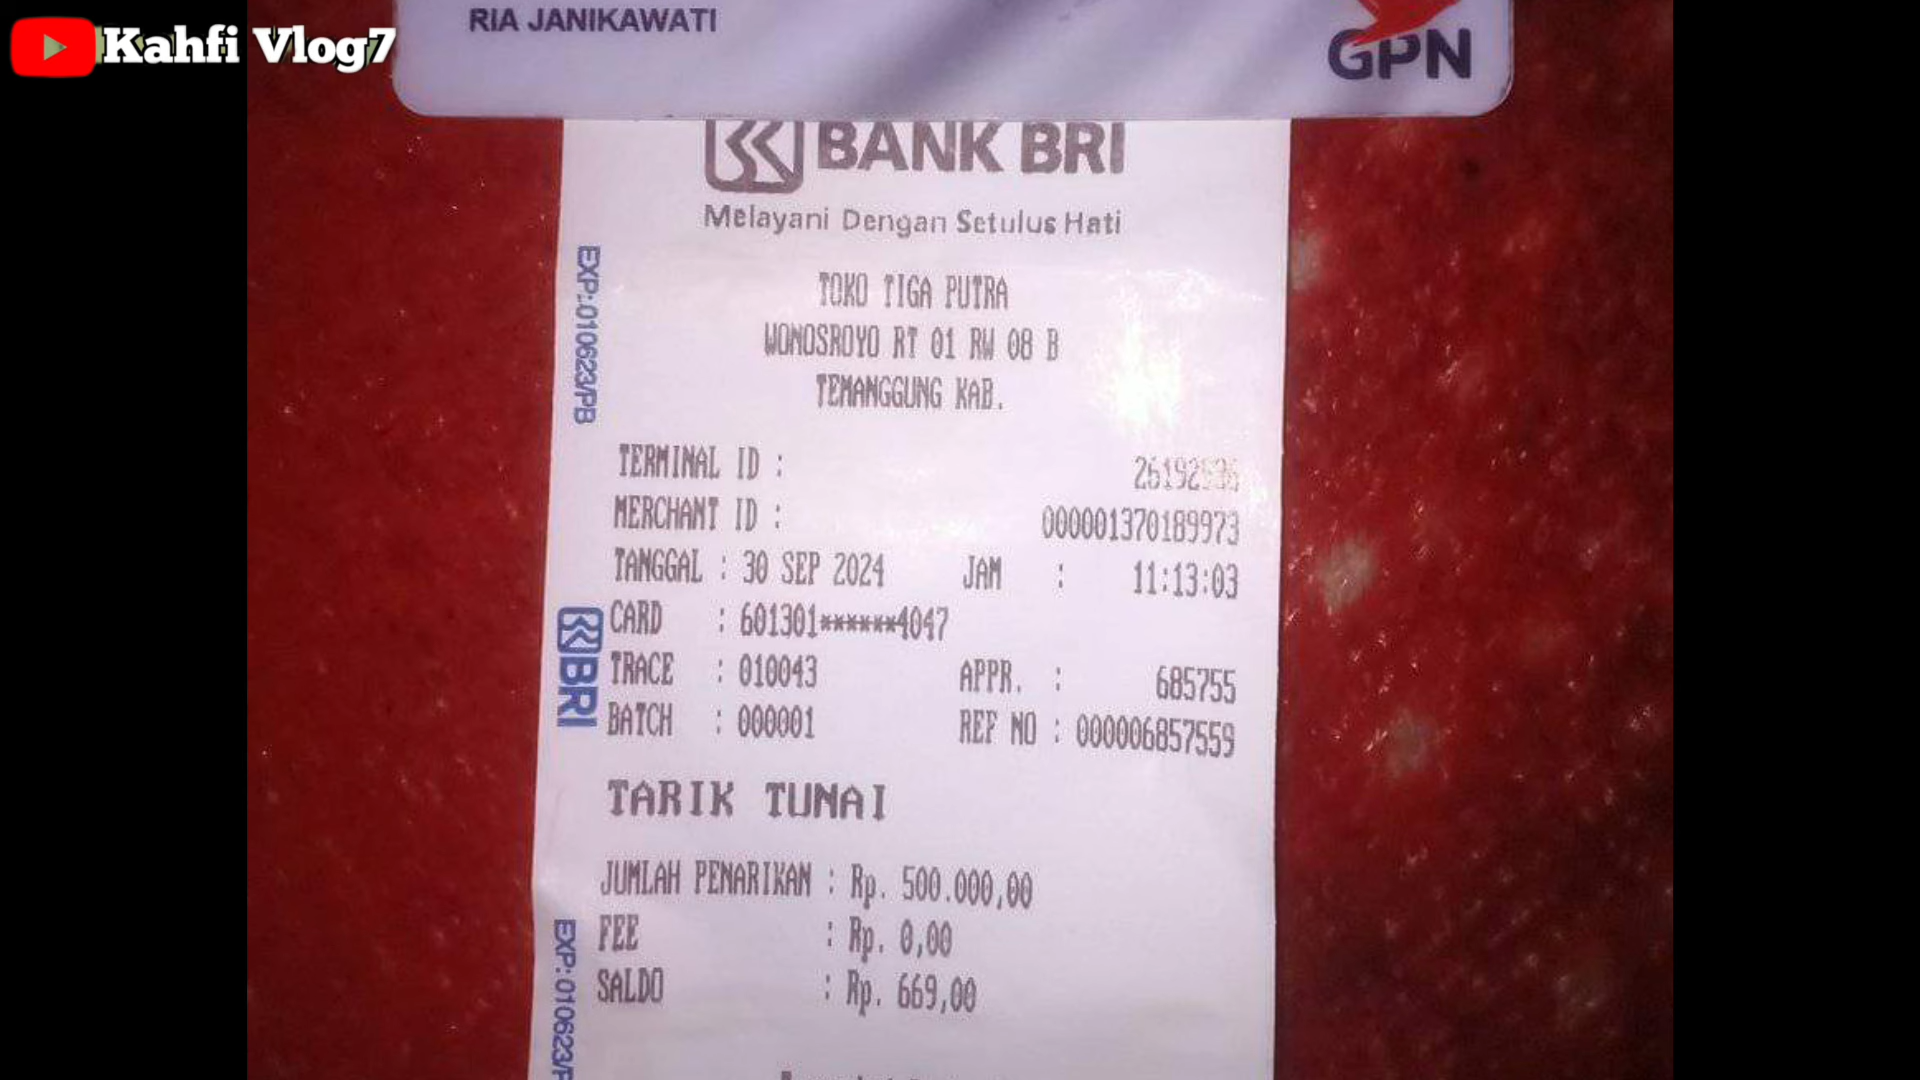 Kahfi Vlog7
RIA JANIKAWATI
GPN
BANK BRI
Melayani Dengan Setulus Hati
TOKO TIGA PUTRA
WONOSROYO RT 01 RW 08 B
TEMANGGUNG KAB.
TERMINAL ID :
MERCHANT ID : 000001370189973
TANGGAL : 30 SEP 2024 JAM : 11:13:03
CARD : 601301******4047
TRACE : 010043 APPR. : 685755
BATCH : 000001 REF NO : 000006857559
TARIK TUNAI
JUMLAH PENARIKAN : Rp. 500.000,00
FEE : Rp. 0,00
SALDO : Rp. 669,00
EXP:010623/PB
BRI
EXP:010623/P